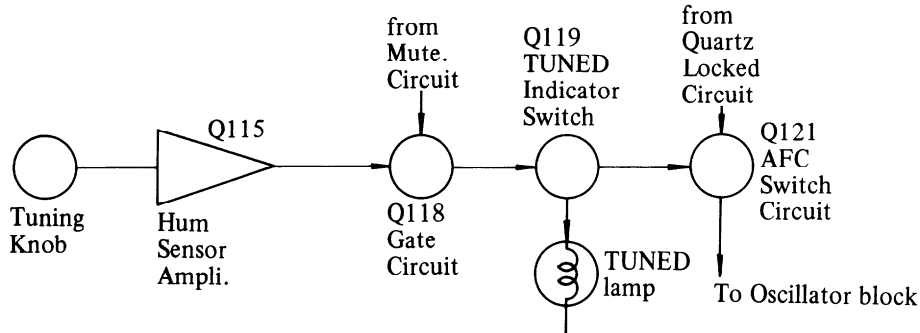 from
Mute.
Circuit
Q119
TUNED
Indicator
Switch
from
Quartz
Locked
Circuit
Q115
Q121
AFC
Switch
Circuit
Tuning
Knob
Hum
Sensor
Ampli.
Q118
Gate
Circuit
TUNED
lamp
To Oscillator block